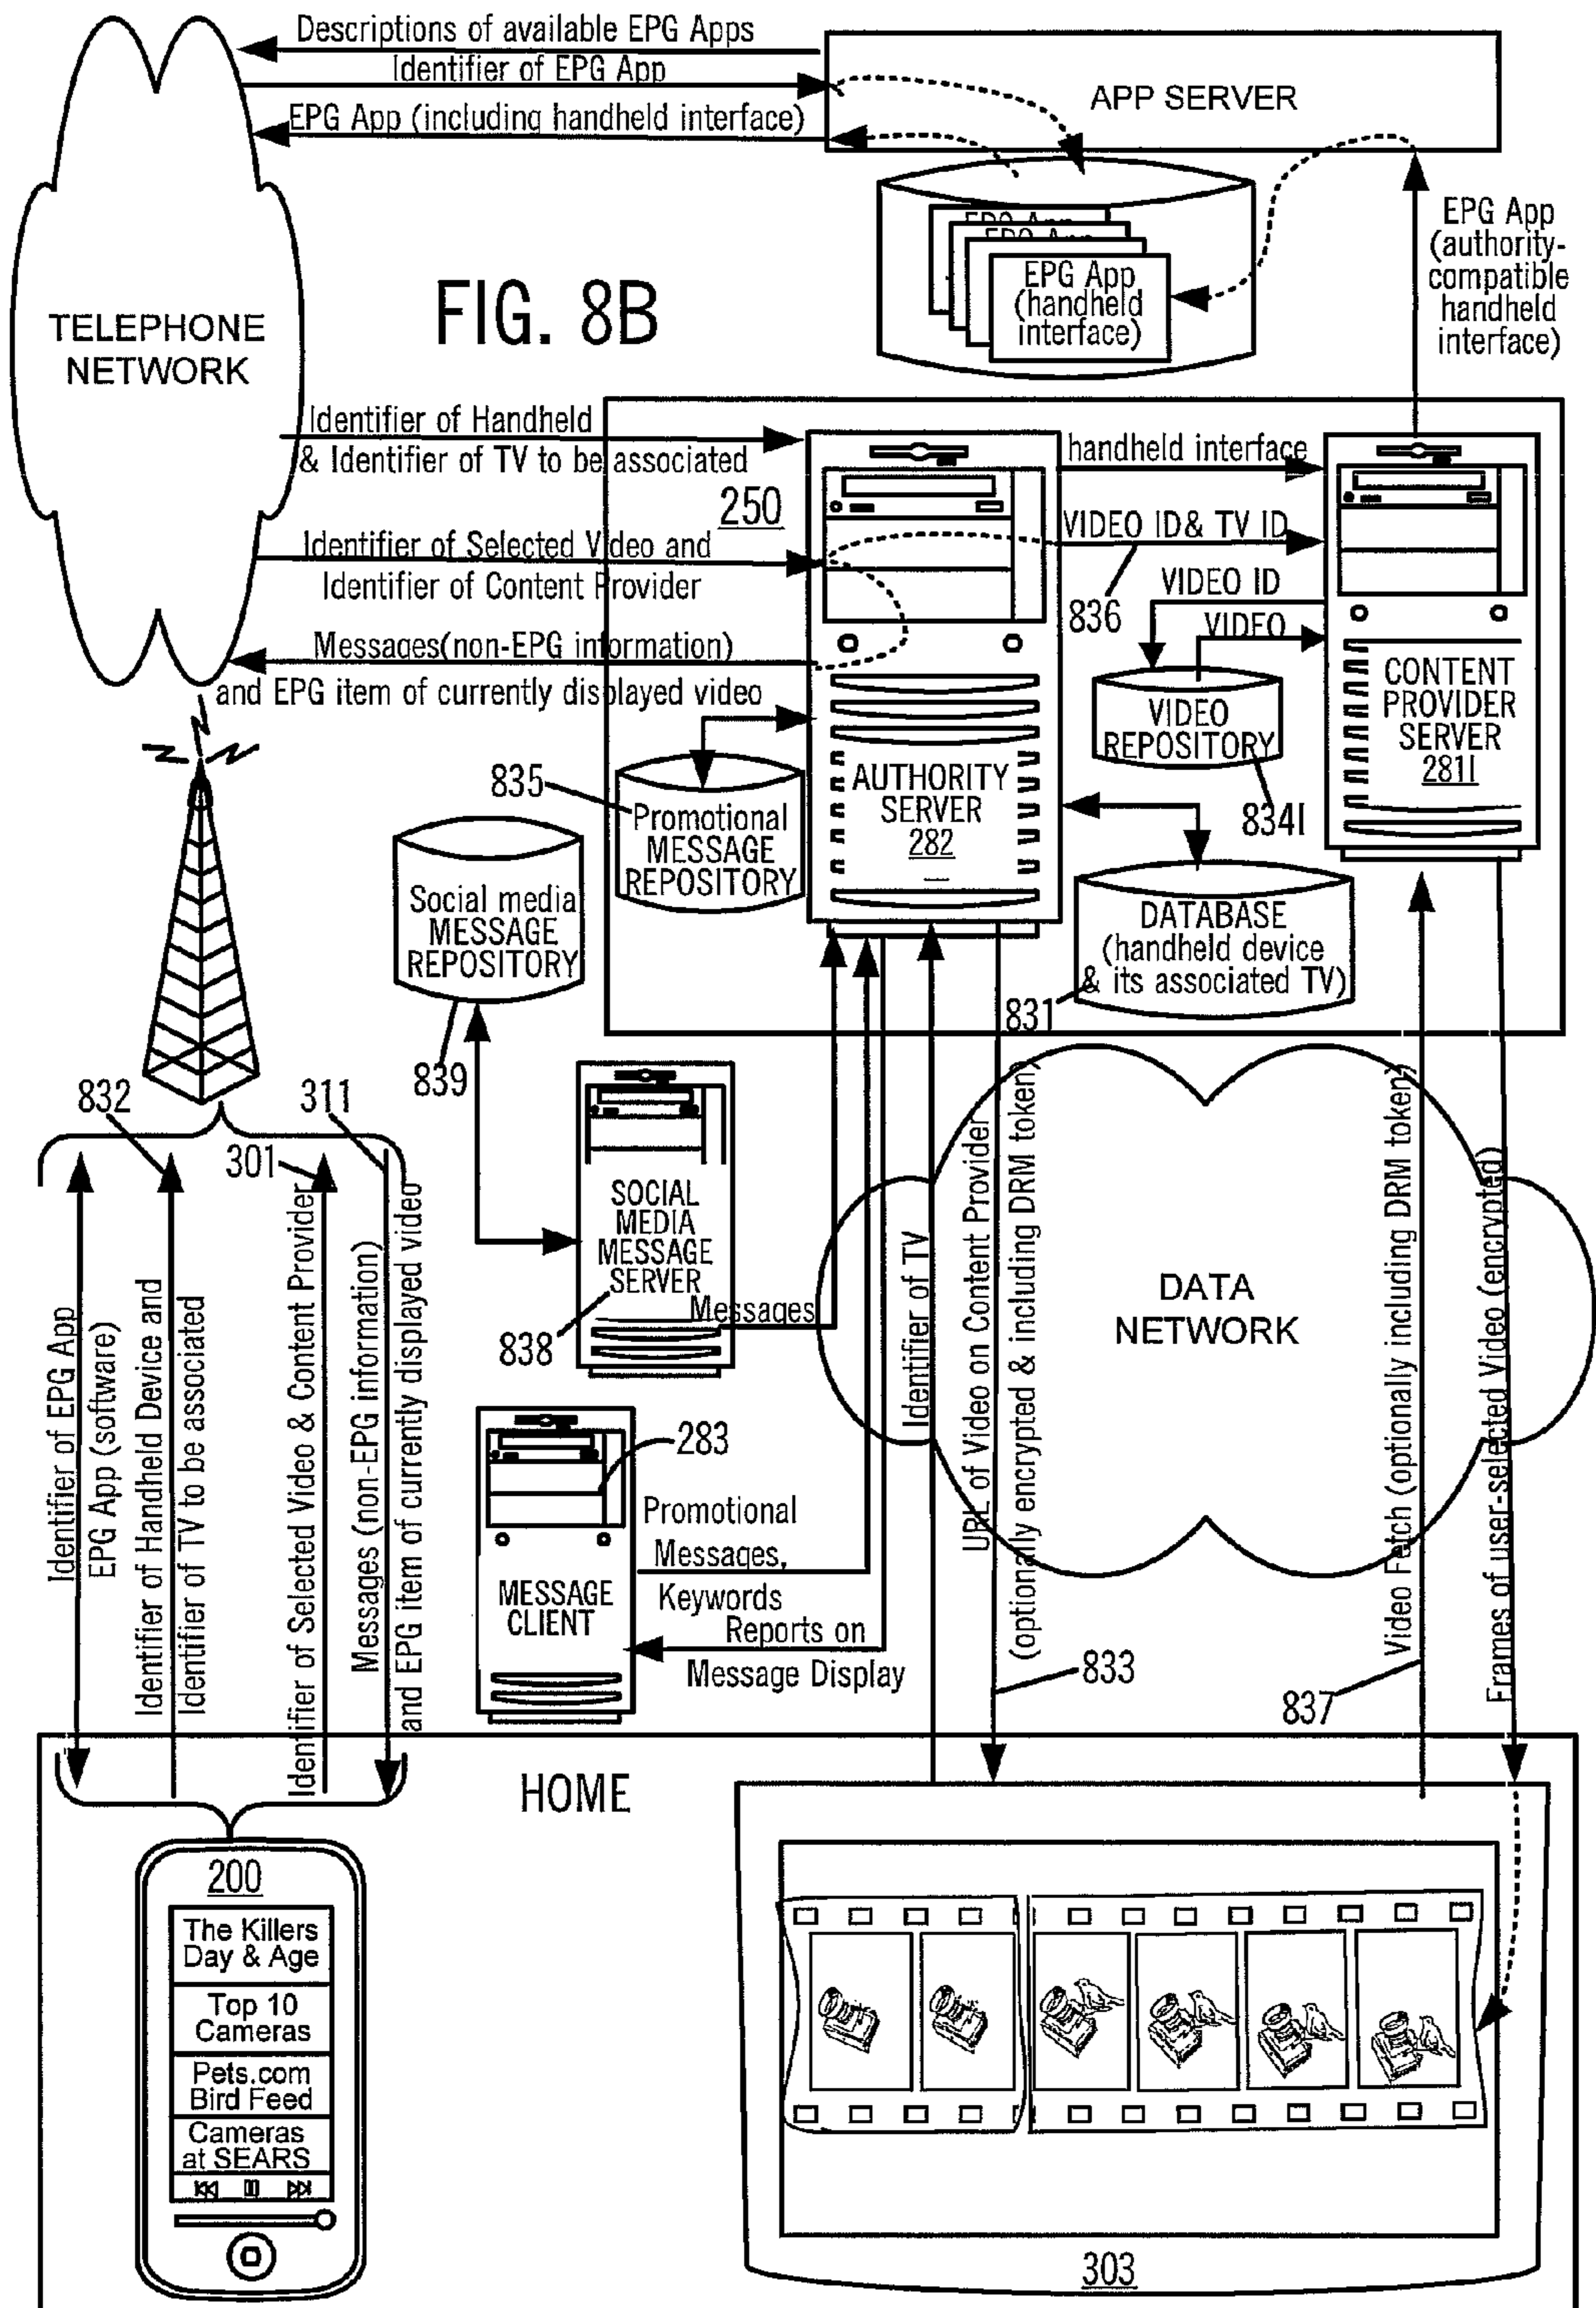 Descriptions of available EPG Apps
Identifier of EPG App
EPG App (including handheld interface)
APP SERVER
TELEPHONE
NETWORK
FIG. 8B
EPG App
EPG App
EPG App
(handheld
interface)
EPG App
(authority-
compatible
handheld
interface)
Identifier of Handheld
& Identifier of TV to be associated
250
handheld interface
Identifier of Selected Video and
Identifier of Content Provider
VIDEO ID& TV ID
836
VIDEO ID
VIDEO
Messages(non-EPG information)
and EPG item of currently displayed video
VIDEO
REPOSITORY
834I
CONTENT
PROVIDER
SERVER
281I
835
Promotional
MESSAGE
REPOSITORY
AUTHORITY
SERVER
282
Social media
MESSAGE
REPOSITORY
839
DATABASE
(handheld device
& its associated TV)
831
832
301
311
SOCIAL
MEDIA
MESSAGE
SERVER
838
Messages
Identifier of EPG App
EPG App (software)
Identifier of Handheld Device and
Identifier of TV to be associated
Identifier of Selected Video & Content Provider
Messages (non-EPG information)
and EPG item of currently displayed video
DATA
NETWORK
Identifier of TV
URL of Video on Content Provider
(optionally encrypted & including DRM token)
Video Fetch (optionally including DRM token)
Frames of user-selected Video (encrypted)
283
MESSAGE
CLIENT
Promotional
Messages,
Keywords
Reports on
Message Display
833
837
HOME
200
The Killers
Day & Age
Top 10
Cameras
Pets.com
Bird Feed
Cameras
at SEARS
303